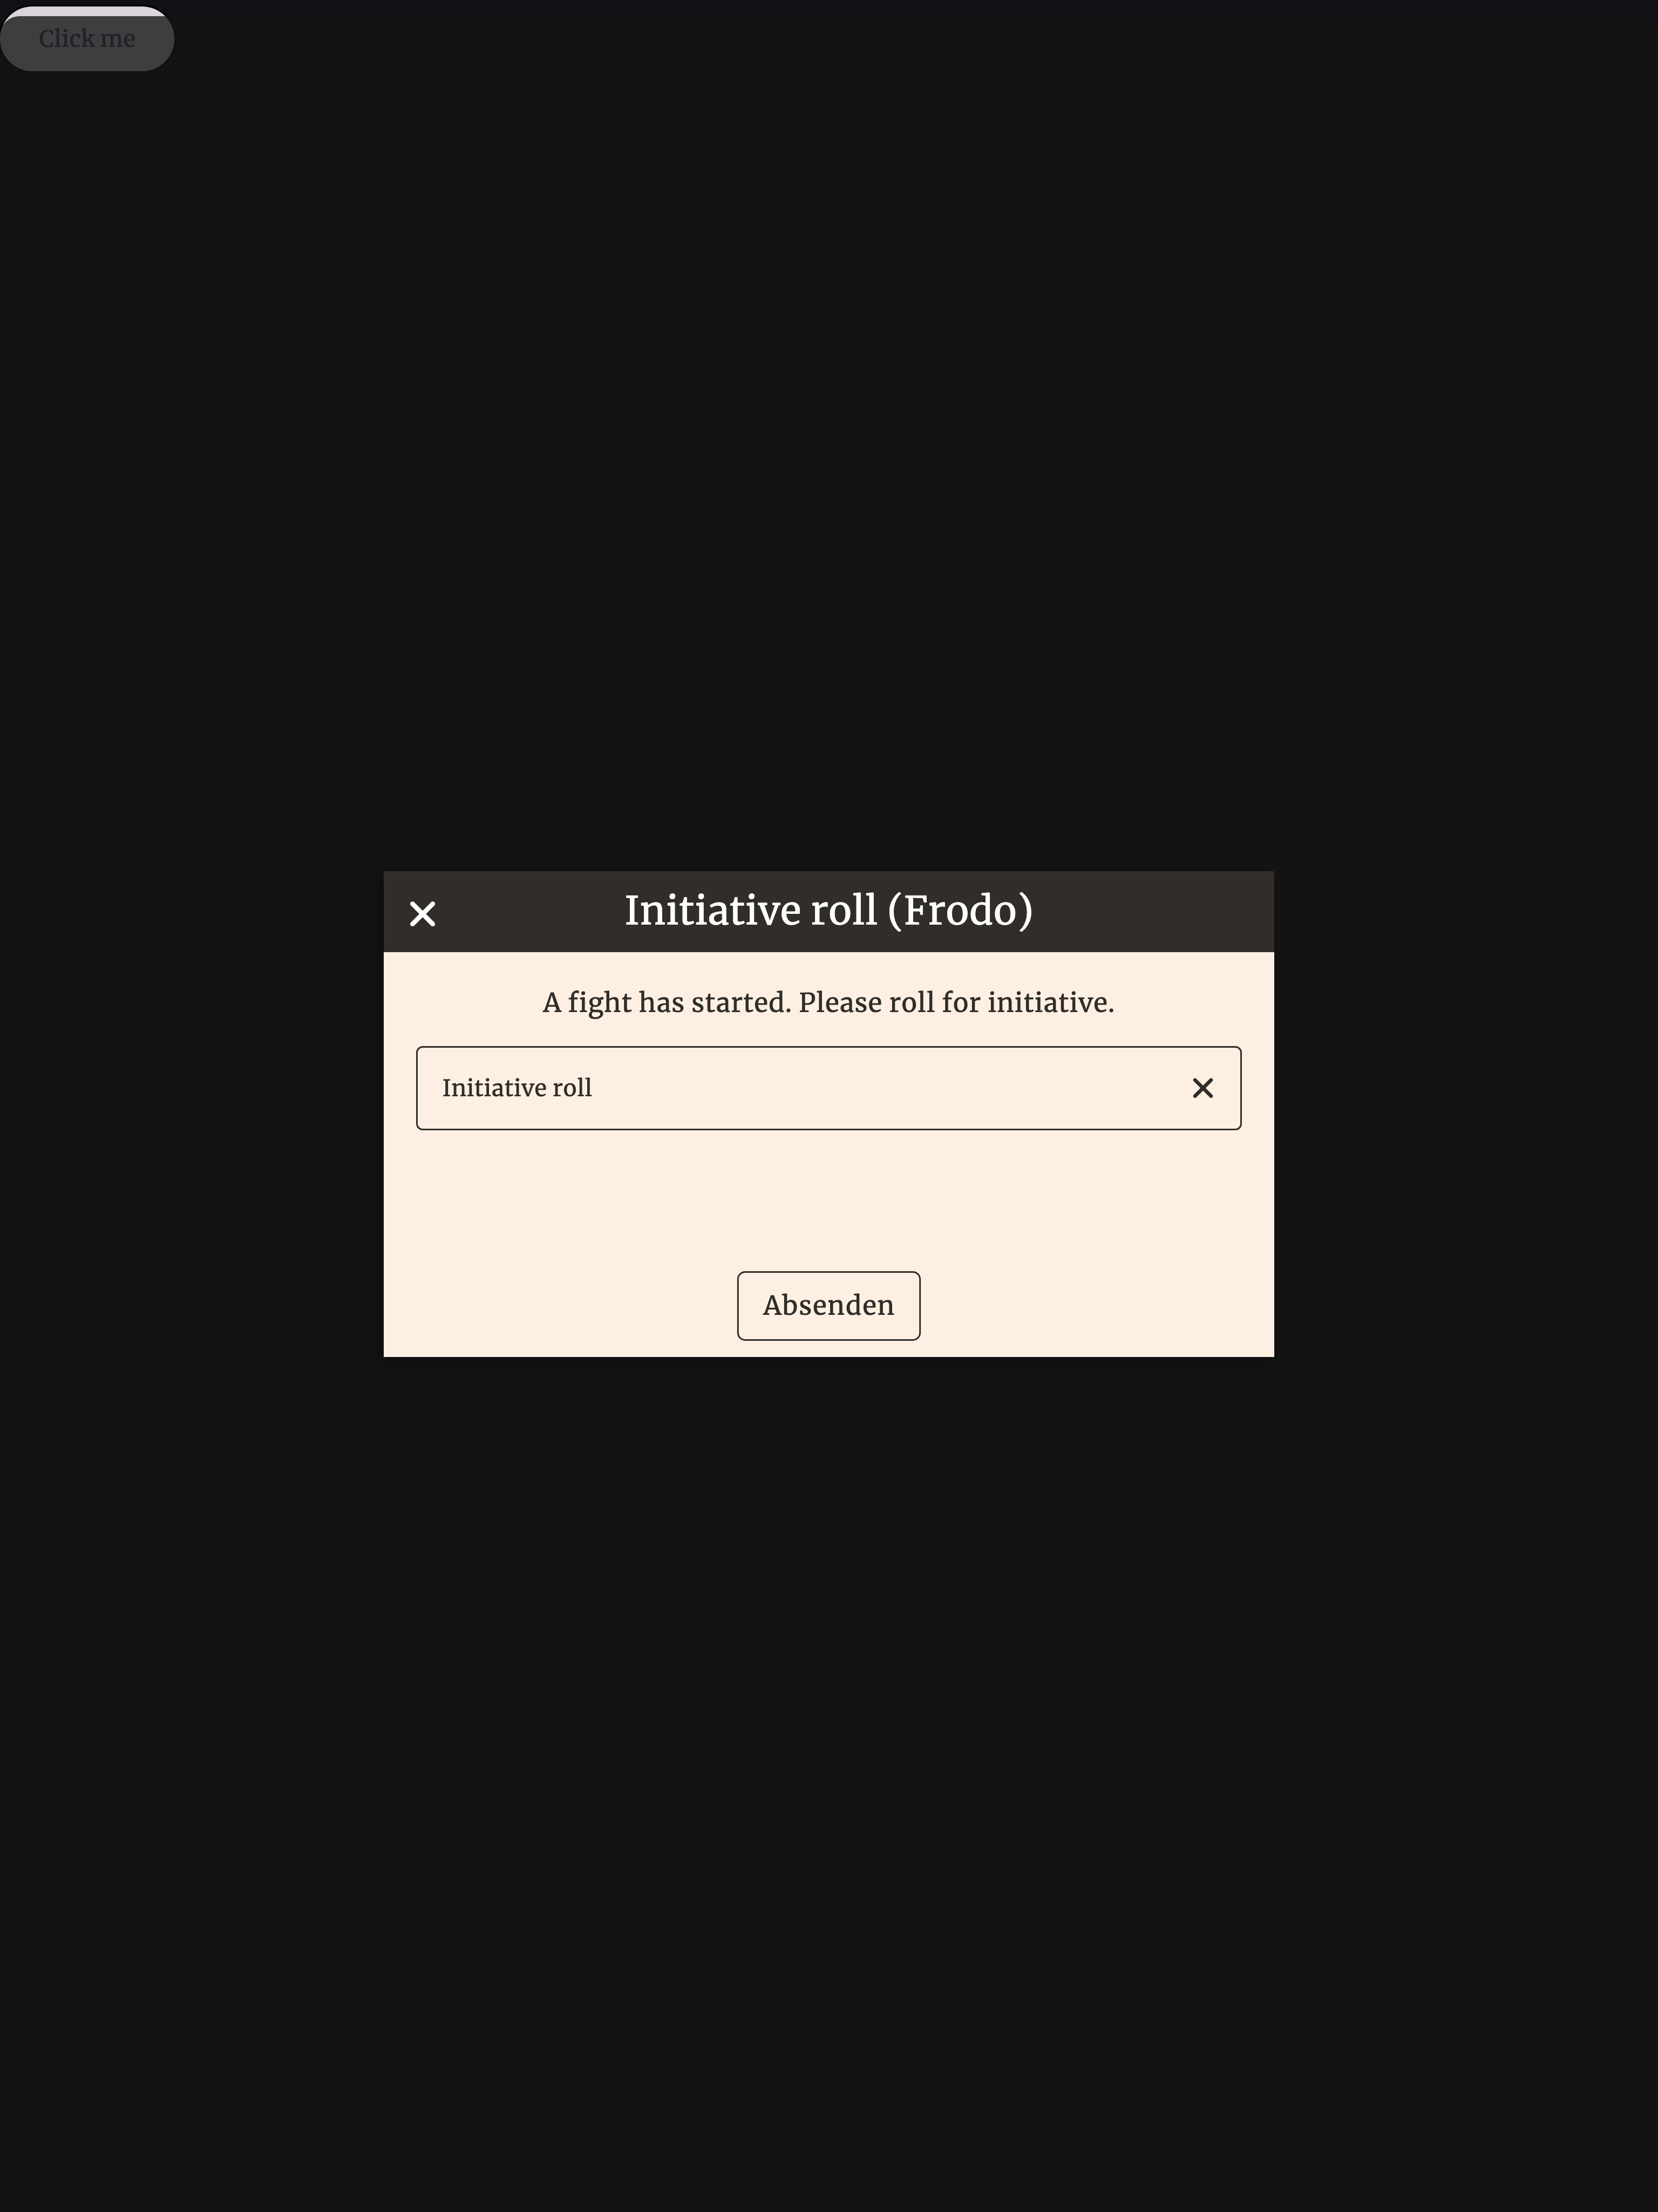 Click me
Initiative roll (Frodo)
A fight has started. Please roll for initiative.
Initiative roll
Absenden